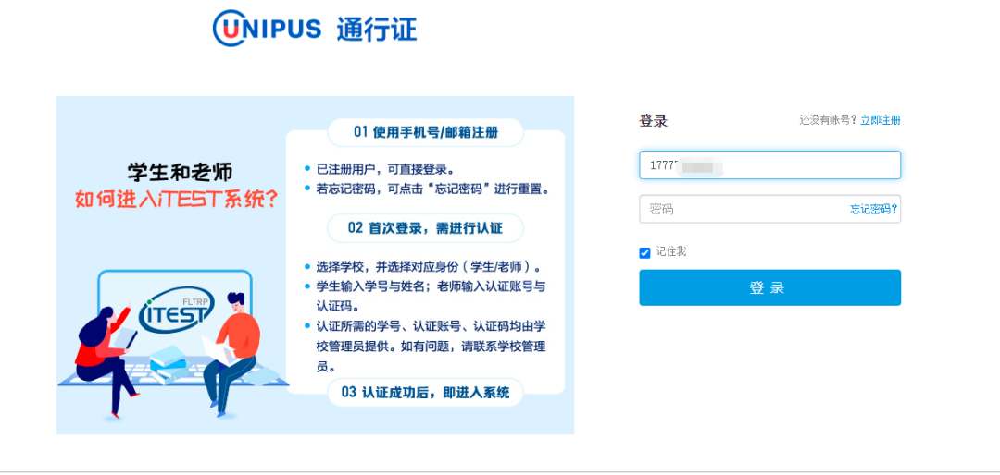 UNIPUS 通行证
学生和老师
如何进入iTEST系统?
FLTRP
iTEST
01 使用手机号/邮箱注册
已注册用户，可直接登录。
若忘记密码，可点击“忘记密码”进行重置。
02 首次登录，需进行认证
选择学校，并选择对应身份（学生/老师）。
学生输入学号与姓名；老师输入认证账号与
认证码。
认证所需的学号、认证账号、认证码均由学
校管理员提供。如有问题，请联系学校管理
员。
03 认证成功后，即进入系统
登录
还没有账号? 立即注册
17777
密码
忘记密码?
记住我
登 录